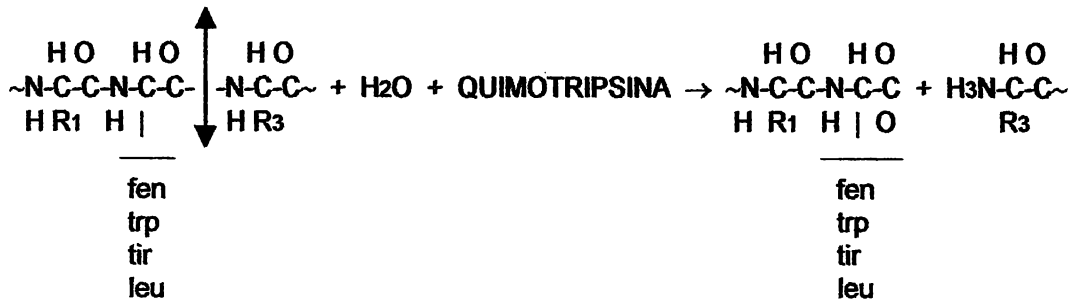 H O H O H O H O H O H O
~N-C-C-N-C-C- -N-C-C~ + H2O + QUIMOTRIPSINA → ~N-C-C-N-C-C + H3N-C-C~
H R1 H | H R3 H R1 H | O R3
fen fen
trp trp
tir tir
leu leu